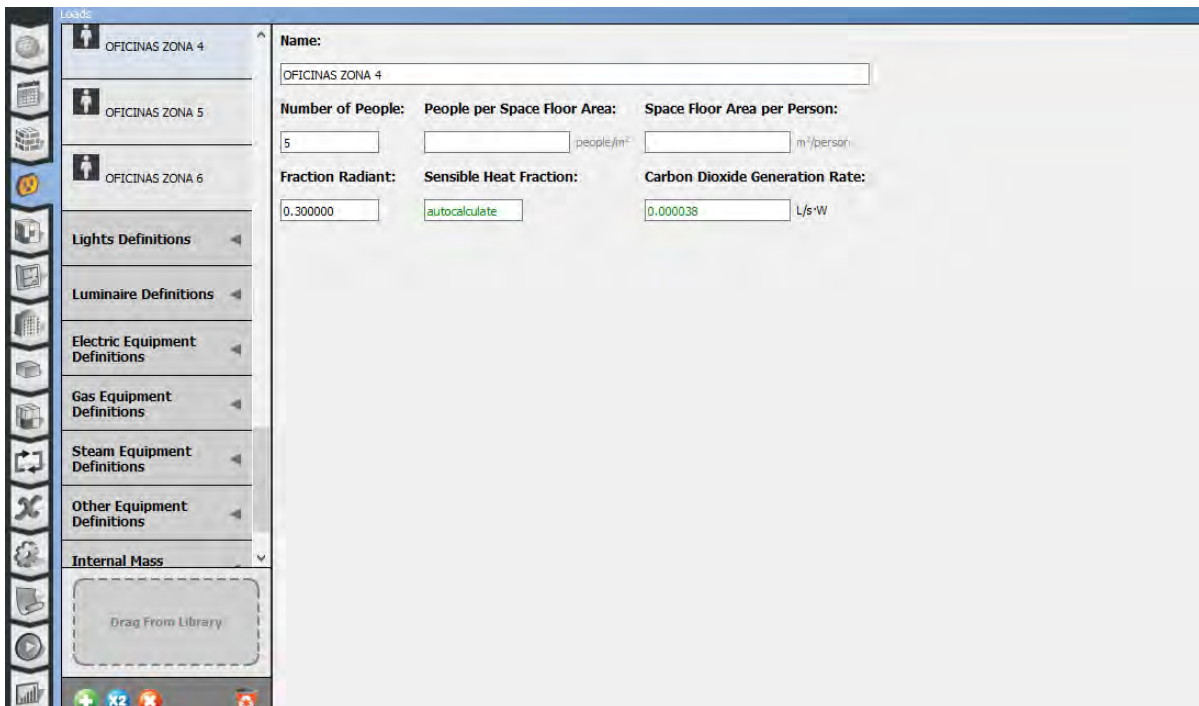 Loads
OFICINAS ZONA 4
OFICINAS ZONA 5
OFICINAS ZONA 6
Lights Definitions
Luminaire Definitions
Electric Equipment
Definitions
Gas Equipment
Definitions
Steam Equipment
Definitions
Other Equipment
Definitions
Internal Mass
Drag From Library
X2
Name:
OFICINAS ZONA 4
Number of People: People per Space Floor Area: Space Floor Area per Person:
5 people/m² m²/person
Fraction Radiant: Sensible Heat Fraction: Carbon Dioxide Generation Rate:
0.300000 autocalculate 0.000038 L/s·W